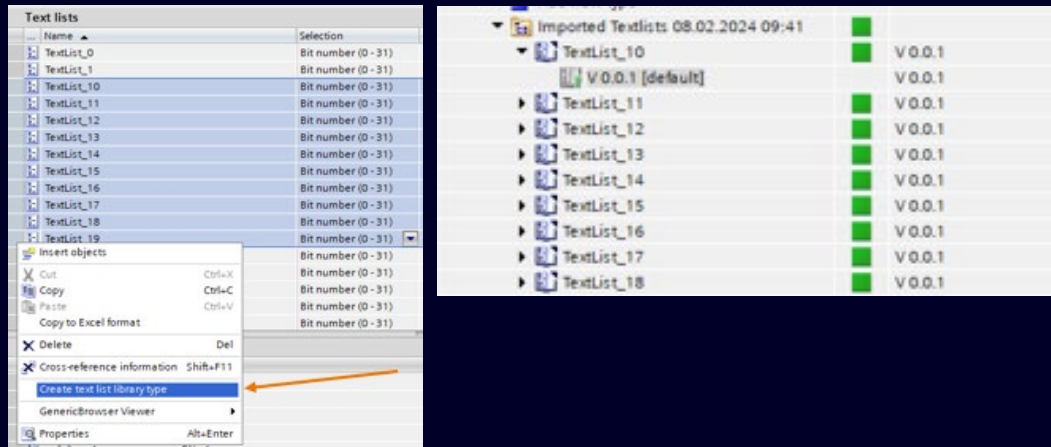 Text lists
... Name Selection
TextList_0 Bit number (0 - 31)
TextList_1 Bit number (0 - 31)
TextList_10 Bit number (0 - 31)
TextList_11 Bit number (0 - 31)
TextList_12 Bit number (0 - 31)
TextList_13 Bit number (0 - 31)
TextList_14 Bit number (0 - 31)
TextList_15 Bit number (0 - 31)
TextList_16 Bit number (0 - 31)
TextList_17 Bit number (0 - 31)
TextList_18 Bit number (0 - 31)
TextList_19 Bit number (0 - 31)
Insert objects Bit number (0 - 31)
Cut Ctrl+X Bit number (0 - 31)
Copy Ctrl+C Bit number (0 - 31)
Paste Ctrl+V Bit number (0 - 31)
Copy to Excel format Bit number (0 - 31)
Delete Del
Cross-reference information Shift+F11
Create text list library type
GenericBrowser Viewer
Properties Alt+Enter
Imported Textlists 08.02.2024 09:41
TextList_10 V 0.0.1
V 0.0.1 [default] V 0.0.1
TextList_11 V 0.0.1
TextList_12 V 0.0.1
TextList_13 V 0.0.1
TextList_14 V 0.0.1
TextList_15 V 0.0.1
TextList_16 V 0.0.1
TextList_17 V 0.0.1
TextList_18 V 0.0.1